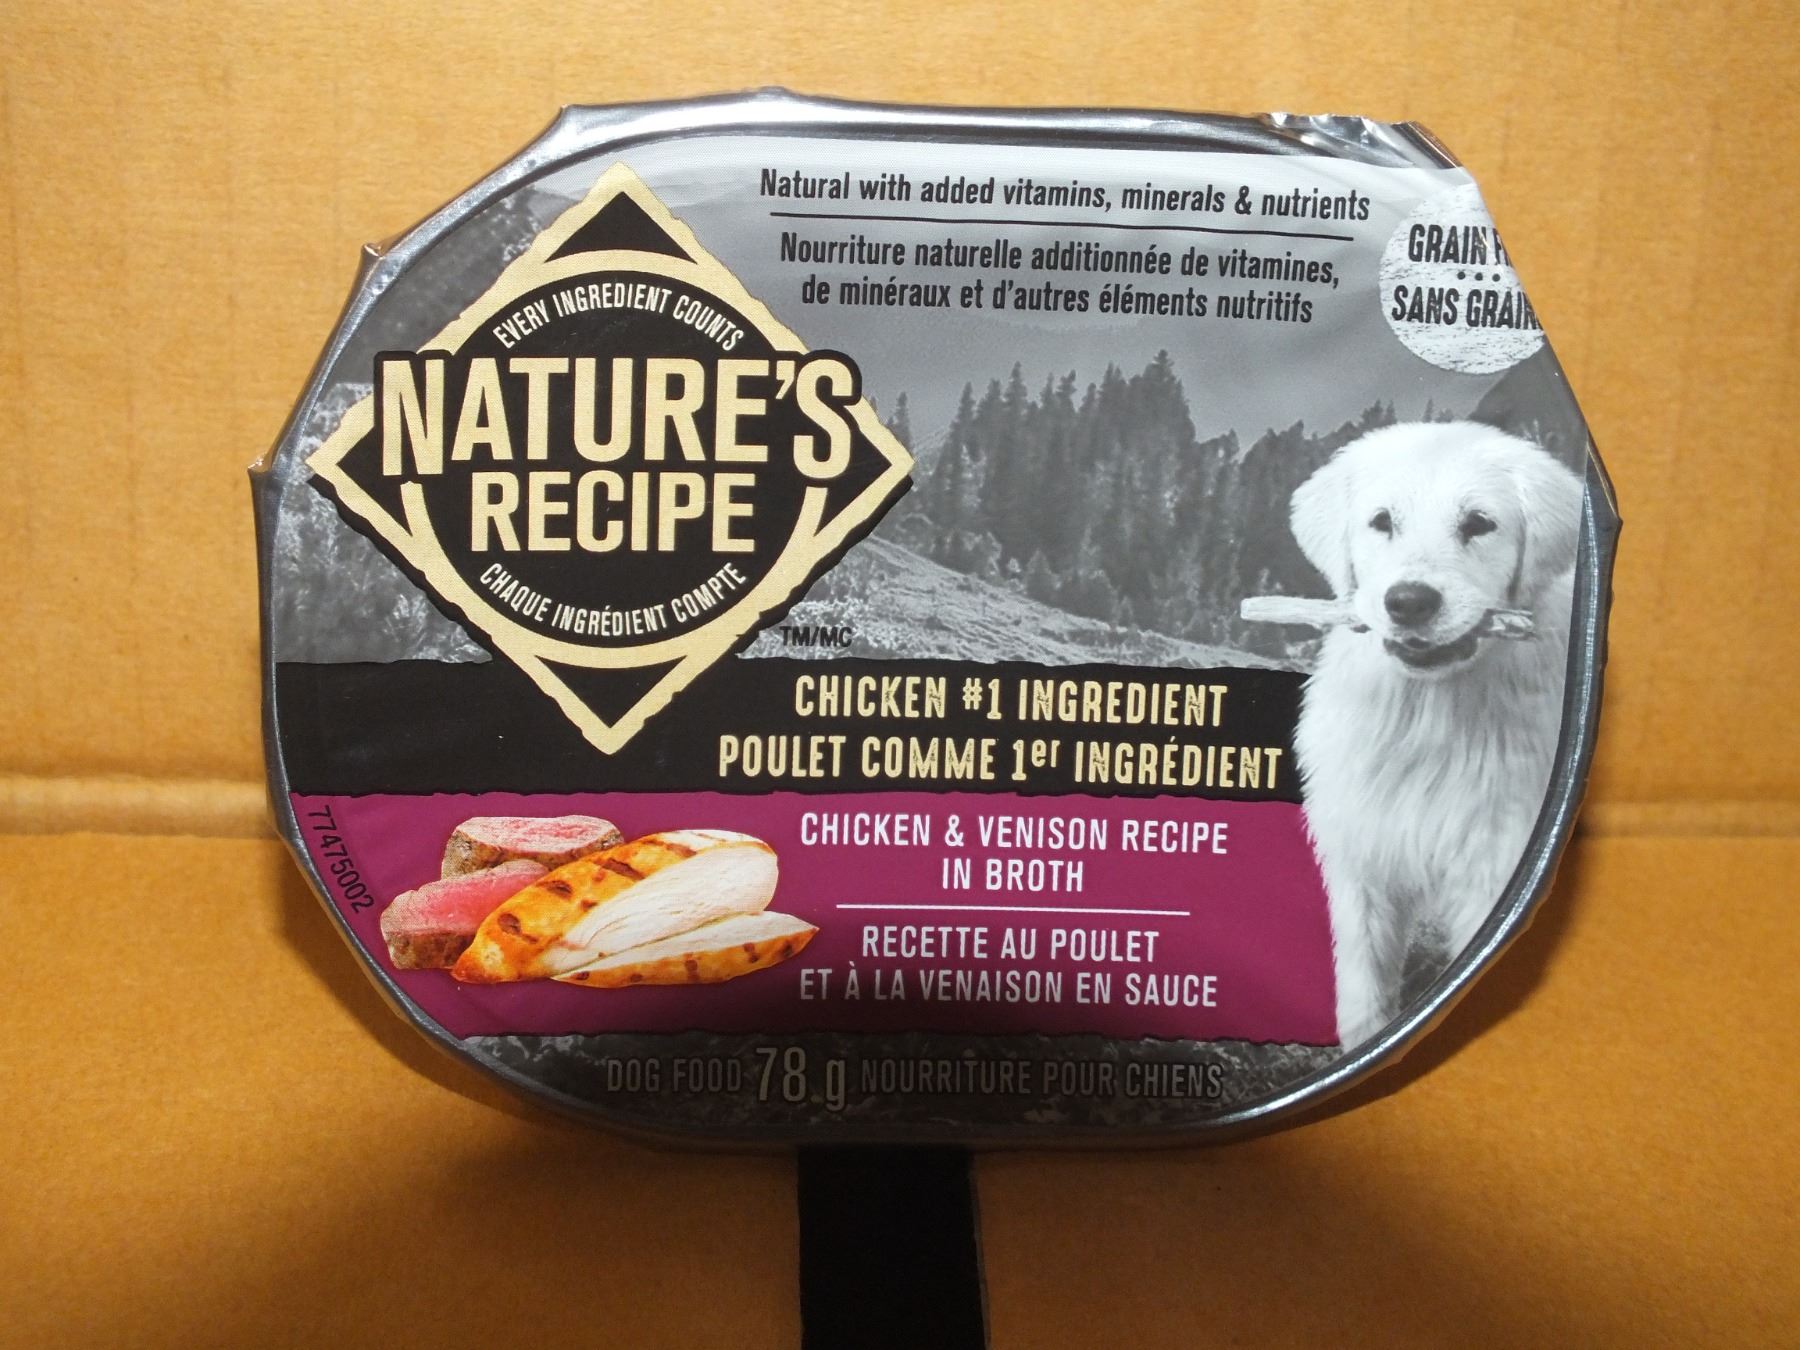 Natural with added vitamins, minerals & nutrients
Nourriture naturelle additionnée de vitamines,
de minéraux et d'autres éléments nutritifs
GRAIN
SANS GRAIN
EVERY INGREDIENT COUNTS
NATURE'S
RECIPE
CHAQUE INGRÉDIENT COMPTE
TM/MC
CHICKEN #1 INGREDIENT
POULET COMME 1er INGRÉDIENT
CHICKEN & VENISON RECIPE
IN BROTH
RECETTE AU POULET
ET À LA VENAISON EN SAUCE
77475002
DOG FOOD 78 g NOURRITURE POUR CHIENS